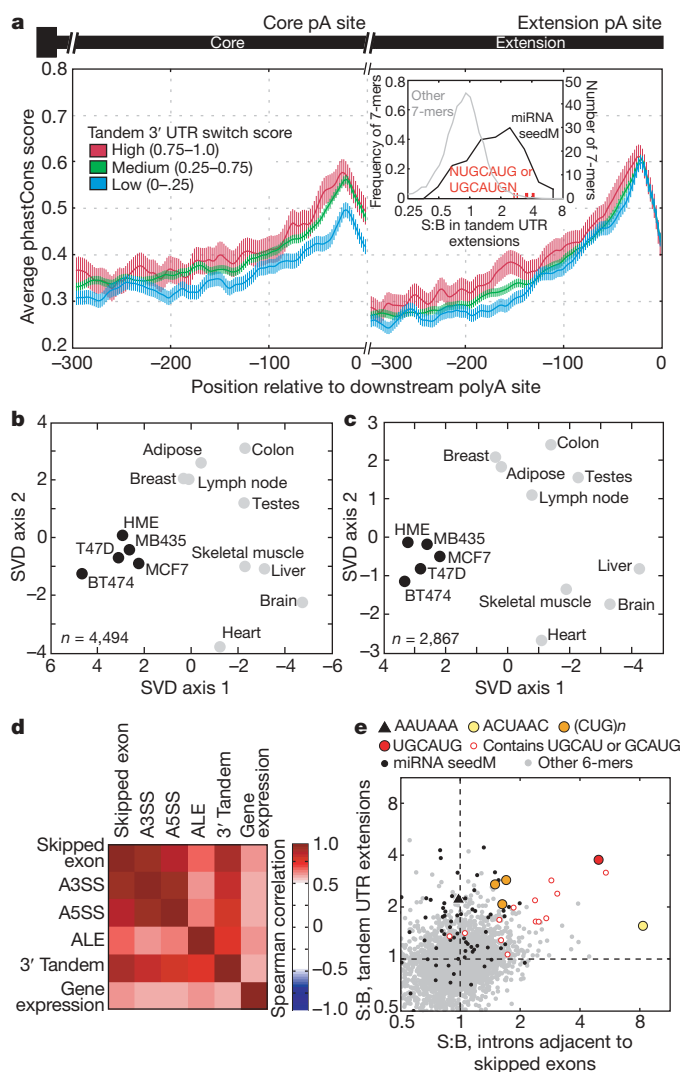 a
Core pA site
Extension pA site
Core
Extension
Average phastCons score
0.8
0.7
0.6
0.5
0.4
0.3
0.2
Tandem 3′ UTR switch score
High (0.75–1.0)
Medium (0.25–0.75)
Low (0–.25)
Frequency of 7-mers
0.8
0.6
0.4
0.2
0
Other
7-mers
miRNA
seedM
NUGCAUG or
UGCAUGN
50
40
30
20
10
0
Number of 7-mers
0.25
0.5
1
2
4
8
S:B in tandem UTR
extensions
−300
−200
−100
0
−300
−200
−100
0
Position relative to downstream polyA site
b
SVD axis 2
4
2
0
−2
−4
Adipose
Colon
Breast
Lymph node
Testes
HME
MB435
T47D
MCF7
BT474
Skeletal muscle
Liver
Brain
Heart
n = 4,494
6
4
2
0
−2
−4
−6
SVD axis 1
c
SVD axis 2
3
2
1
0
−1
−2
−3
Breast
Colon
Adipose
Testes
Lymph node
HME
MB435
MCF7
T47D
BT474
Liver
Skeletal muscle
Brain
Heart
n = 2,867
4
2
0
−2
−4
SVD axis 1
d
Skipped exon
A3SS
A5SS
ALE
3′ Tandem
Gene
expression
Skipped
exon
A3SS
A5SS
ALE
3′ Tandem
Gene
expression
Spearman correlation
1.0
0.5
0
−0.5
−1.0
e
AAUAAA
ACUAAC
(CUG)n
UGCAUG
Contains UGCAU or GCAUG
miRNA seedM
Other 6-mers
S:B, tandem UTR extensions
8
4
2
1
0.5
0.5
1
2
4
8
S:B, introns adjacent to
skipped exons